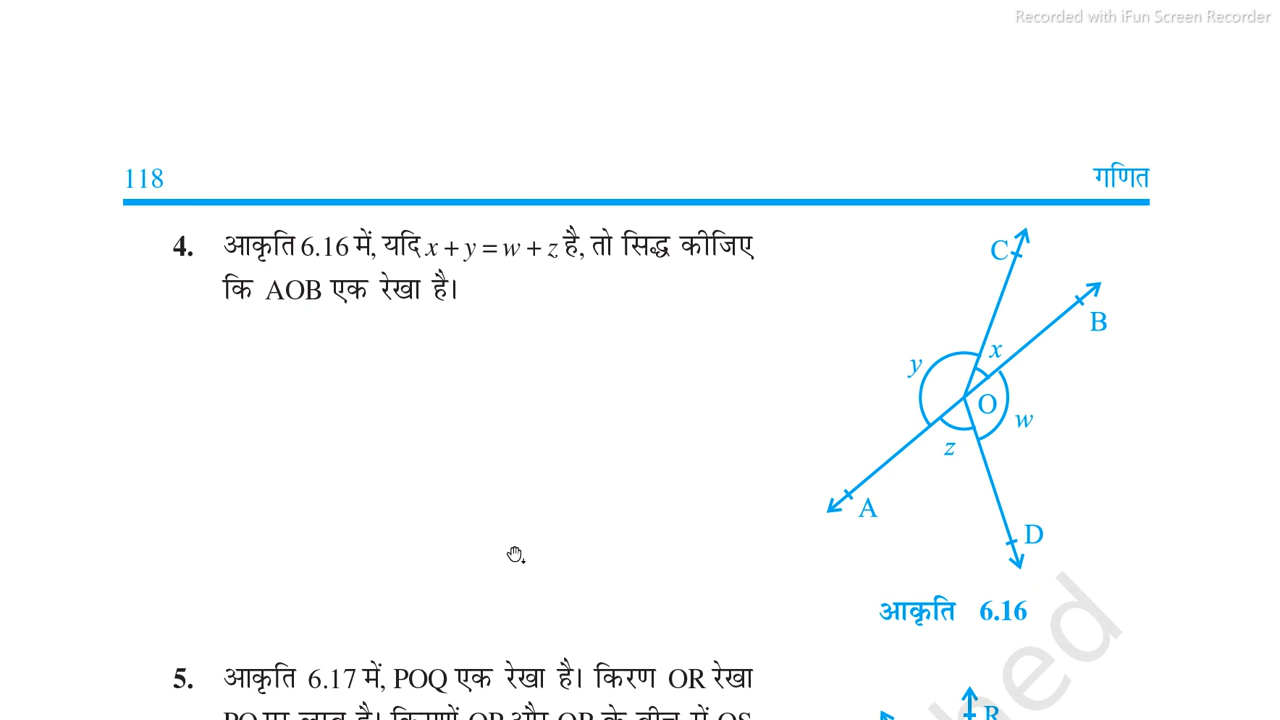 Recorded with iFun Screen Recorder
118 गणित
4. आकृति 6.16 में, यदि x + y = w + z है, तो सिद्ध कीजिए
कि AOB एक रेखा है।
C
B
x
y
O
w
z
A
D
आकृति 6.16
5. आकृति 6.17 में, POQ एक रेखा है। किरण OR रेखा
R